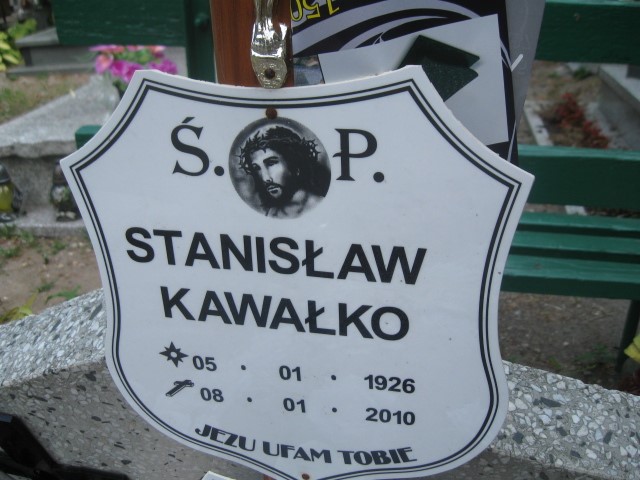 Ś. P.
STANISŁAW
KAWAŁKO
05 · 01 · 1926
08 · 01 · 2010
JEZU UFAM TOBIE